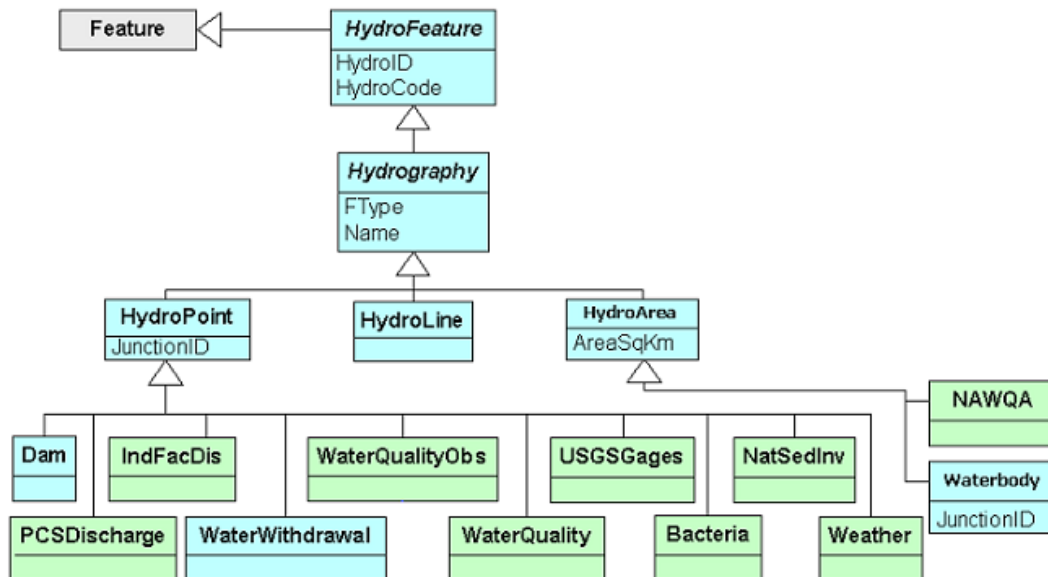 Feature
HydroFeature
HydroID
HydroCode
Hydrography
FType
Name
HydroPoint
JunctionID
HydroLine
HydroArea
AreaSqKm
NAWQA
Dam
IndFacDis
WaterQualityObs
USGSGages
NatSedInv
Waterbody
JunctionID
PCSDischarge
WaterWithdrawal
WaterQuality
Bacteria
Weather